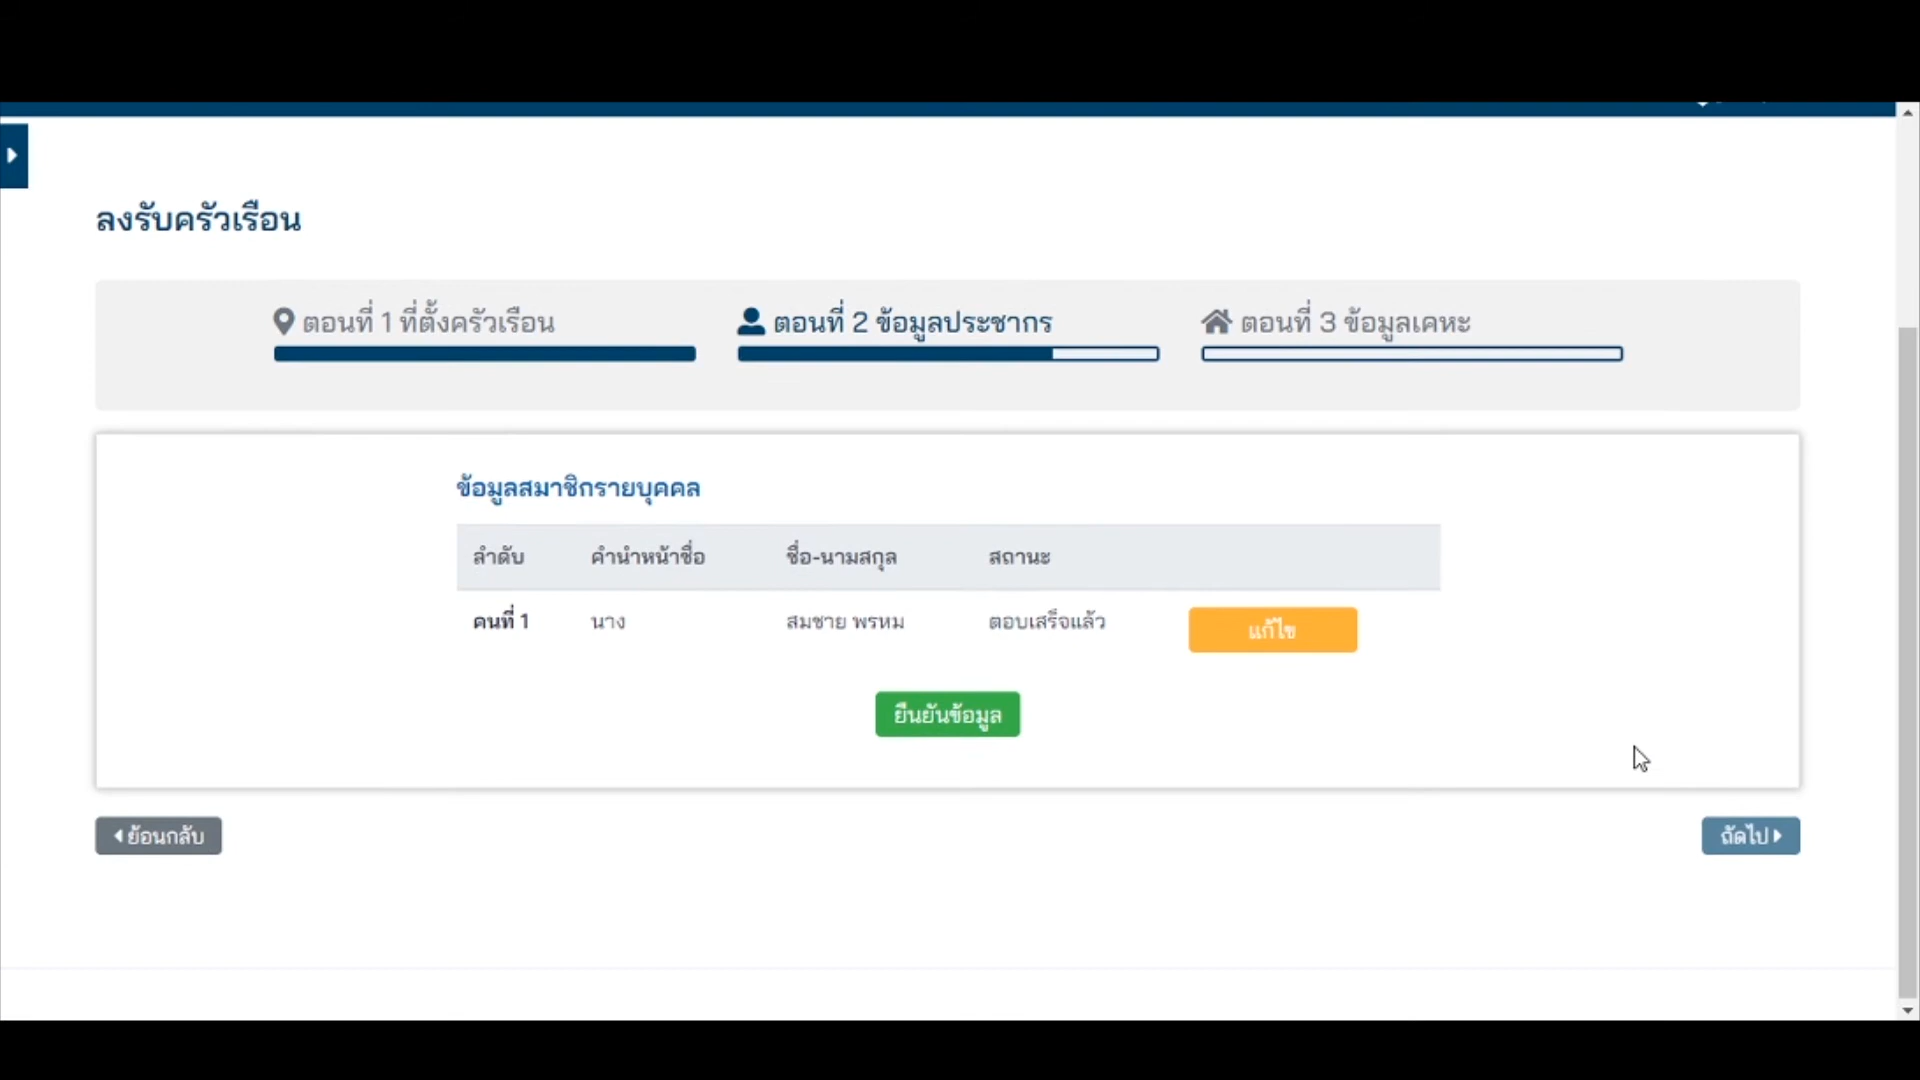 ลงรับครัวเรือน
ตอนที่ 1 ที่ตั้งครัวเรือน
ตอนที่ 2 ข้อมูลประชากร
ตอนที่ 3 ข้อมูลเคหะ
ข้อมูลสมาชิกรายบุคคล
ลำดับ คำนำหน้าชื่อ ชื่อ-นามสกุล สถานะ
คนที่ 1 นาง สมชาย พรหม ตอบเสร็จแล้ว แก้ไข
ยืนยันข้อมูล
ย้อนกลับ
ถัดไป